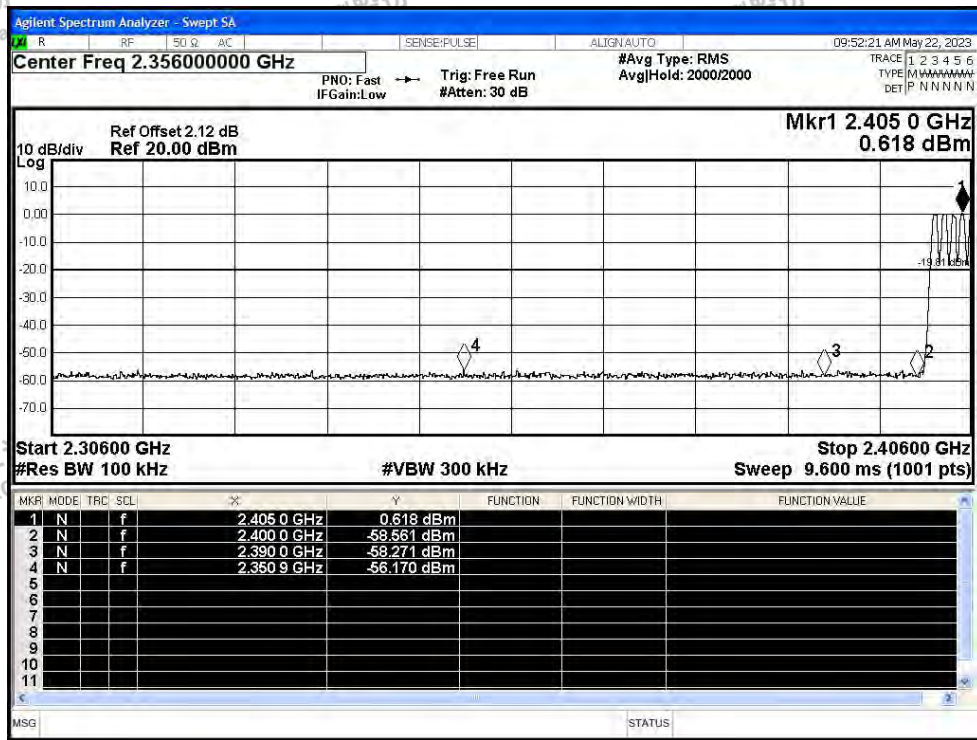 Agilent Spectrum Analyzer - Swept SA
LXI R RF 50 Ω AC SENSE:PULSE ALIGN AUTO 09:52:21 AM May 22, 2023
Center Freq 2.356000000 GHz
PNO: Fast
IFGain:Low
Trig: Free Run
#Atten: 30 dB
#Avg Type: RMS
Avg|Hold: 2000/2000
TRACE 1 2 3 4 5 6
TYPE M WWWWW
DET P N N N N N
Mkr1 2.405 0 GHz
0.618 dBm
Ref Offset 2.12 dB
10 dB/div Ref 20.00 dBm
Log
1
10.0
0.00
-10.0
-19.81 dBm
-20.0
-30.0
-40.0
-50.0
4 3 2
-60.0
-70.0
Start 2.30600 GHz Stop 2.40600 GHz
#Res BW 100 kHz #VBW 300 kHz Sweep 9.600 ms (1001 pts)
MKR MODE TRC SCL X Y FUNCTION FUNCTION WIDTH FUNCTION VALUE
1 N f 2.405 0 GHz 0.618 dBm
2 N f 2.400 0 GHz -58.561 dBm
3 N f 2.390 0 GHz -58.271 dBm
4 N f 2.350 9 GHz -56.170 dBm
5
6
7
8
9
10
11
MSG STATUS